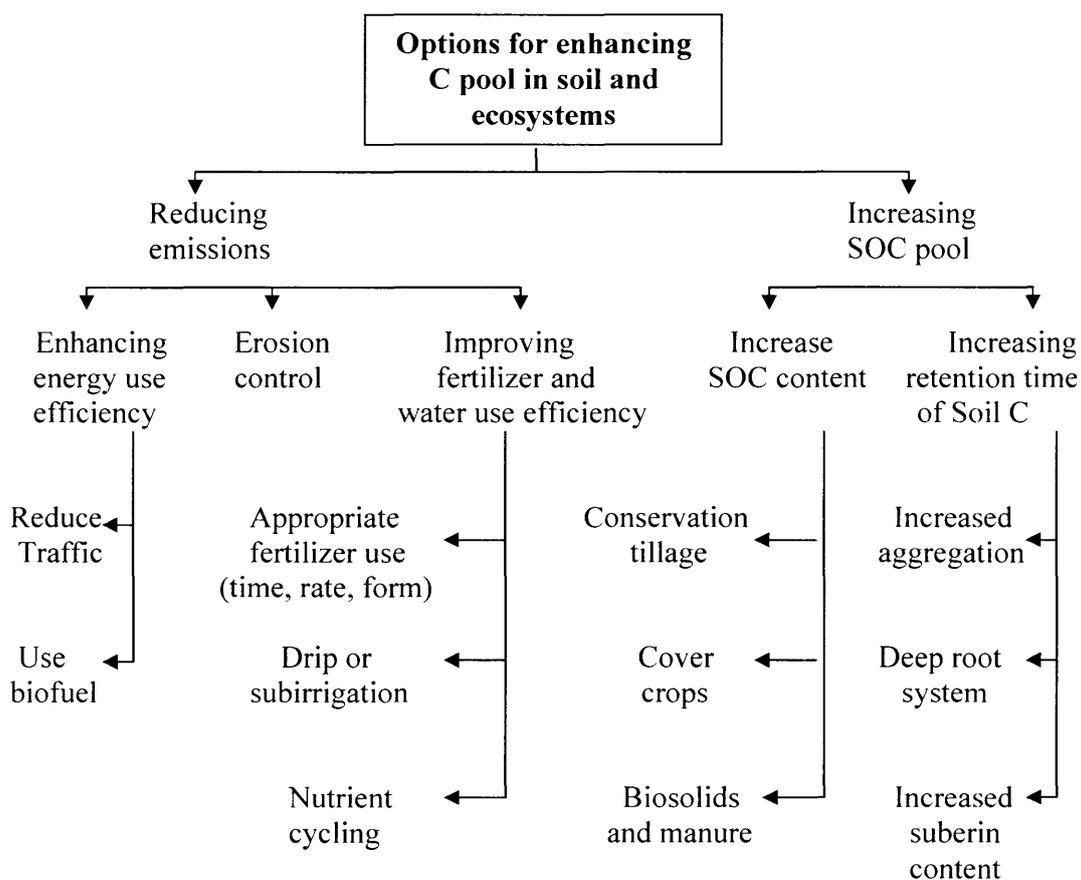 Options for enhancing
C pool in soil and
ecosystems
Reducing
emissions
Increasing
SOC pool
Enhancing
energy use
efficiency
Erosion
control
Improving
fertilizer and
water use efficiency
Increase
SOC content
Increasing
retention time
of Soil C
Reduce
Traffic
Use
biofuel
Appropriate
fertilizer use
(time, rate, form)
Drip or
subirrigation
Nutrient
cycling
Conservation
tillage
Cover
crops
Biosolids
and manure
Increased
aggregation
Deep root
system
Increased
suberin
content